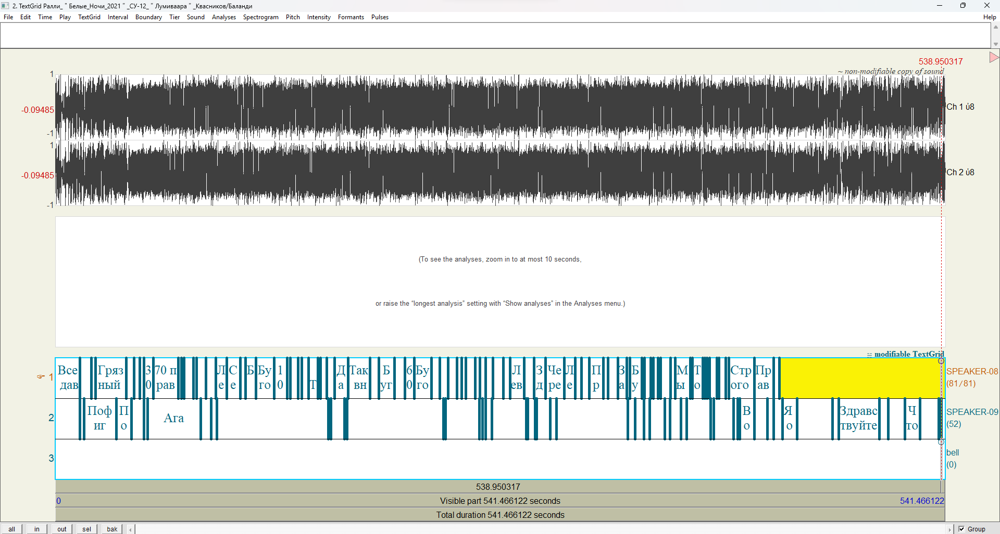 2. TextGrid Ралли_ " Белые_Ночи_2021 " _СУ-12_ " Лумиваара " _Квасников/Баланди
File Edit Time Play TextGrid Interval Boundary Tier Sound Analyses Spectrogram Pitch Intensity Formants Pulses Help
538.950317
~ non-modifiable copy of sound
1
-0.09485
Ch 1
-1
1
-0.09485
Ch 2
-1
(To see the analyses, zoom in to at most 10 seconds,
or raise the “longest analysis” setting with “Show analyses” in the Analyses menu.)
modifiable TextGrid
☞ 1
Все Гряз 3 70 п Л С Б Бу 1 Т Д Так Б 6 Бу Л З Че Л П З Б М Т Стр Пр
дав ный 0 прав е е го 0 а вн уг 0 го ев д ре е р а у ы о ого ав
SPEAKER-08
(81/81)
2
Поф П Ага В Я Здравс Ч
иг о о о твуйте то
SPEAKER-09
(52)
3
bell
(0)
538.950317
0 Visible part 541.466122 seconds 541.466122
Total duration 541.466122 seconds
all in out sel bak Group